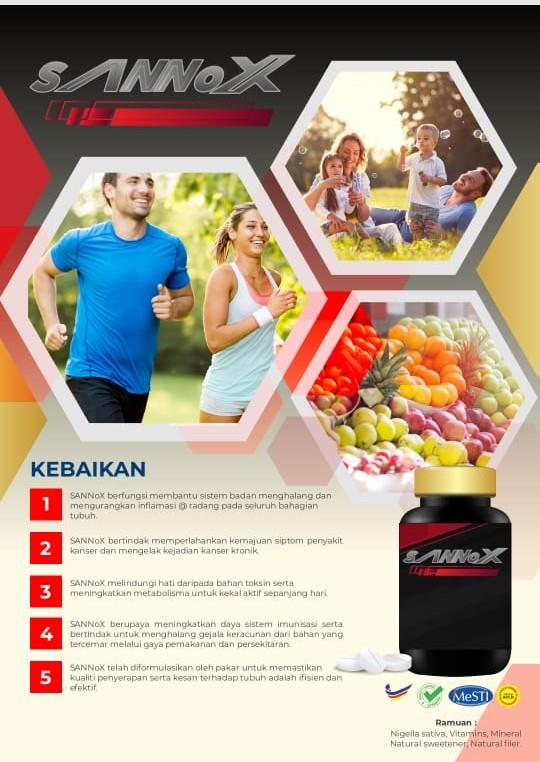 SANNoX
KEBAIKAN
1
SANNoX berfungsi membantu sistem badan menghalang dan
mengurangkan inflamasi @ radang pada seluruh bahagian
tubuh.
2
SANNoX bertindak memperlahankan kemajuan siptom penyakit
kanser dan mengelak kejadian kanser kronik.
3
SANNoX melindungi hati daripada bahan toksin serta
meningkatkan metabolisma untuk kekal aktif sepanjang hari.
4
SANNoX berupaya meningkatkan daya sistem imunisasi serta
bertindak untuk menghalang gejala keracunan dari bahan yang
tercemar melalui gaya pemakanan dan persekitaran.
5
SANNoX telah diformulasikan oleh pakar untuk memastikan
kualiti penyerapan serta kesan terhadap tubuh adalah ifisien dan
efektif.
SANNoX
MeSTI
Ramuan :
Nigella sativa, Vitamins, Mineral
Natural sweetener, Natural filer.